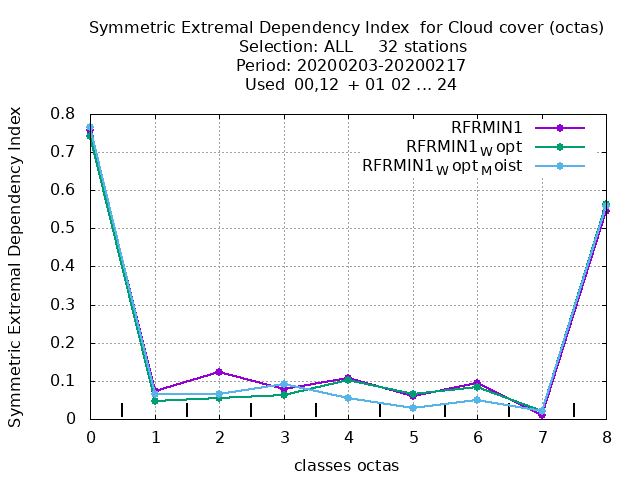 Symmetric Extremal Dependency Index for Cloud cover (octas)
Selection: ALL 32 stations
Period: 20200203-20200217
Used 00,12 + 01 02 ... 24
Symmetric Extremal Dependency Index
0.8
0.7
0.6
0.5
0.4
0.3
0.2
0.1
0
RFRMIN1
RFRMIN1Wopt
RFRMIN1WoptMoist
0 1 2 3 4 5 6 7 8
classes octas